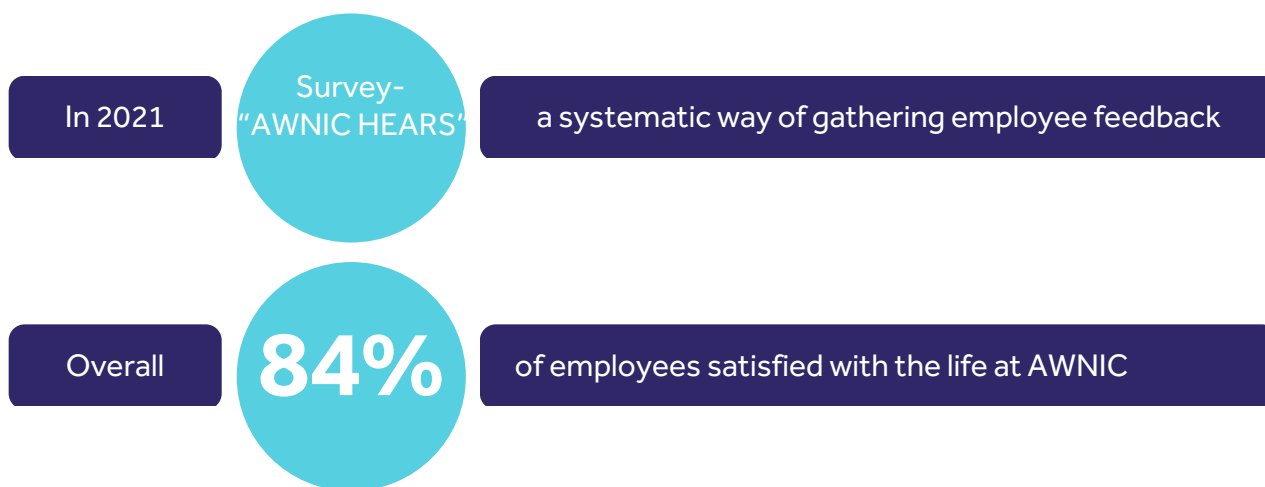 In 2021
Survey-
“AWNIC HEARS“
a systematic way of gathering employee feedback
Overall
84%
of employees satisfied with the life at AWNIC